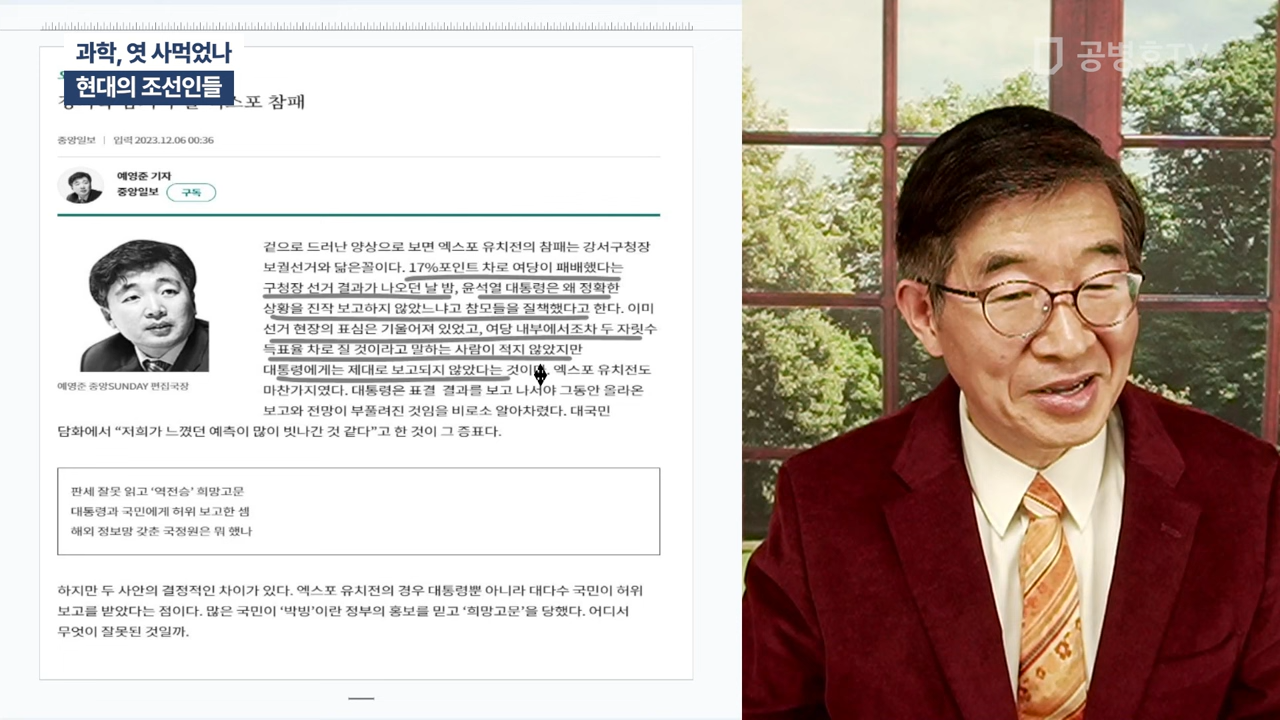 과학, 엿 사먹었나
현대의 조선인들
엑스포 참패
중앙일보 | 입력 2023.12.06 00:36
예영준 기자
중앙일보 구독
겉으로 드러난 양상으로 보면 엑스포 유치전의 참패는 강서구청장
보궐선거와 닮은꼴이다. 17%포인트 차로 여당이 패배했다는
구청장 선거 결과가 나오던 날 밤, 윤석열 대통령은 왜 정확한
상황을 진작 보고하지 않았느냐고 참모들을 질책했다고 한다. 이미
선거 현장의 표심은 기울어져 있었고, 여당 내부에서조차 두 자릿수
득표율 차로 질 것이라고 말하는 사람이 적지 않았지만
대통령에게는 제대로 보고되지 않았다는 엑스포 유치전도
마찬가지였다. 대통령은 표결 결과를 보고 나서야 그동안 올라온
보고와 전망이 부풀려진 것임을 비로소 알아차렸다. 대국민
예영준 중앙SUNDAY 편집국장
담화에서 “저희가 느꼈던 예측이 많이 빗나간 것 같다”고 한 것이 그 증표다.
판세 잘못 읽고 ‘역전승’ 희망고문
대통령과 국민에게 허위 보고한 셈
해외 정보망 갖춘 국정원은 뭐 했나
하지만 두 사안의 결정적인 차이가 있다. 엑스포 유치전의 경우 대통령뿐 아니라 대다수 국민이 허위
보고를 받았다는 점이다. 많은 국민이 ‘박빙’이란 정부의 홍보를 믿고 ‘희망고문’을 당했다. 어디서
무엇이 잘못된 것일까.
공병호TV